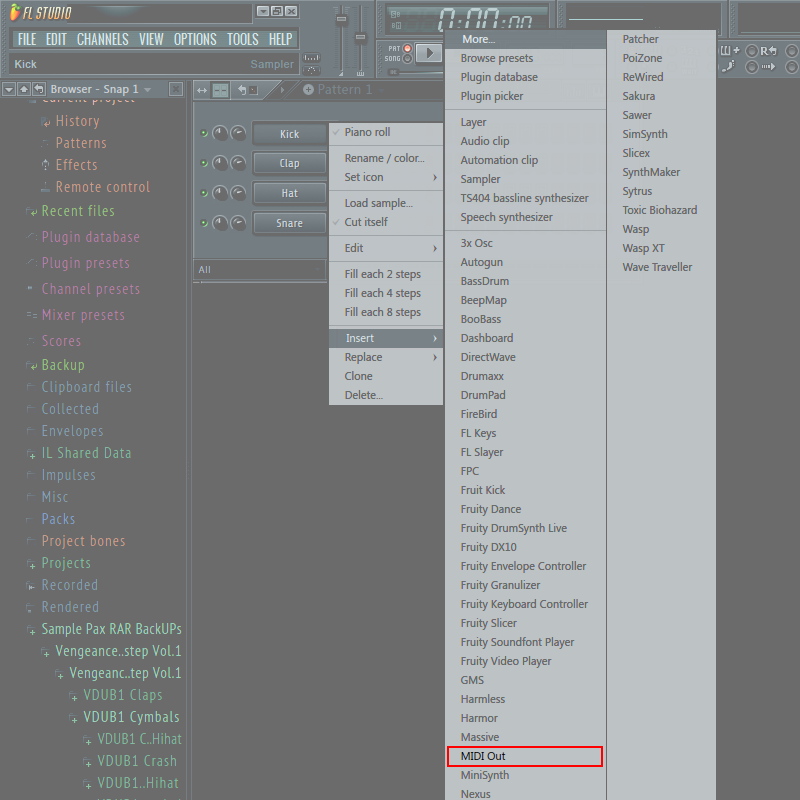 FL STUDIO
FILE EDIT CHANNELS VIEW OPTIONS TOOLS HELP
Kick Sampler
PAT
SONG
0:00:00
Browser - Snap 1
Pattern 1
Current project
History
Patterns
Effects
Remote control
Recent files
Plugin database
Plugin presets
Channel presets
Mixer presets
Scores
Backup
Clipboard files
Collected
Envelopes
IL Shared Data
Impulses
Misc
Packs
Project bones
Projects
Recorded
Rendered
Sample Pax RAR BackUPs
Vengeance..step Vol.1
Vengeanc..tep Vol.1
VDUB1 Claps
VDUB1 Cymbals
VDUB1 C..Hihat
VDUB1 Crash
VDUB1..Hihat
Kick
Clap
Hat
Snare
All
Piano roll
Rename / color...
Set icon
Load sample...
Cut itself
Edit
Fill each 2 steps
Fill each 4 steps
Fill each 8 steps
Insert
Replace
Clone
Delete...
More...
Browse presets
Plugin database
Plugin picker
Layer
Audio clip
Automation clip
Sampler
TS404 bassline synthesizer
Speech synthesizer
3x Osc
Autogun
BassDrum
BeepMap
BooBass
Dashboard
DirectWave
Drumaxx
DrumPad
FireBird
FL Keys
FL Slayer
FPC
Fruit Kick
Fruity Dance
Fruity DrumSynth Live
Fruity DX10
Fruity Envelope Controller
Fruity Granulizer
Fruity Keyboard Controller
Fruity Slicer
Fruity Soundfont Player
Fruity Video Player
GMS
Harmless
Harmor
Massive
MIDI Out
MiniSynth
Nexus
Patcher
PoiZone
ReWired
Sakura
Sawer
SimSynth
Slicex
SynthMaker
Sytrus
Toxic Biohazard
Wasp
Wasp XT
Wave Traveller